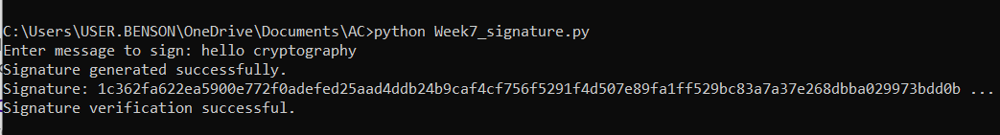 C:\Users\USER.BENSON\OneDrive\Documents\AC>python Week7_signature.py
Enter message to sign: hello cryptography
Signature generated successfully.
Signature: 1c362fa622ea5900e772f0adefed25aad4ddb24b9caf4cf756f5291f4d507e89fa1ff529bc83a7a37e268dbba029973bdd0b ...
Signature verification successful.